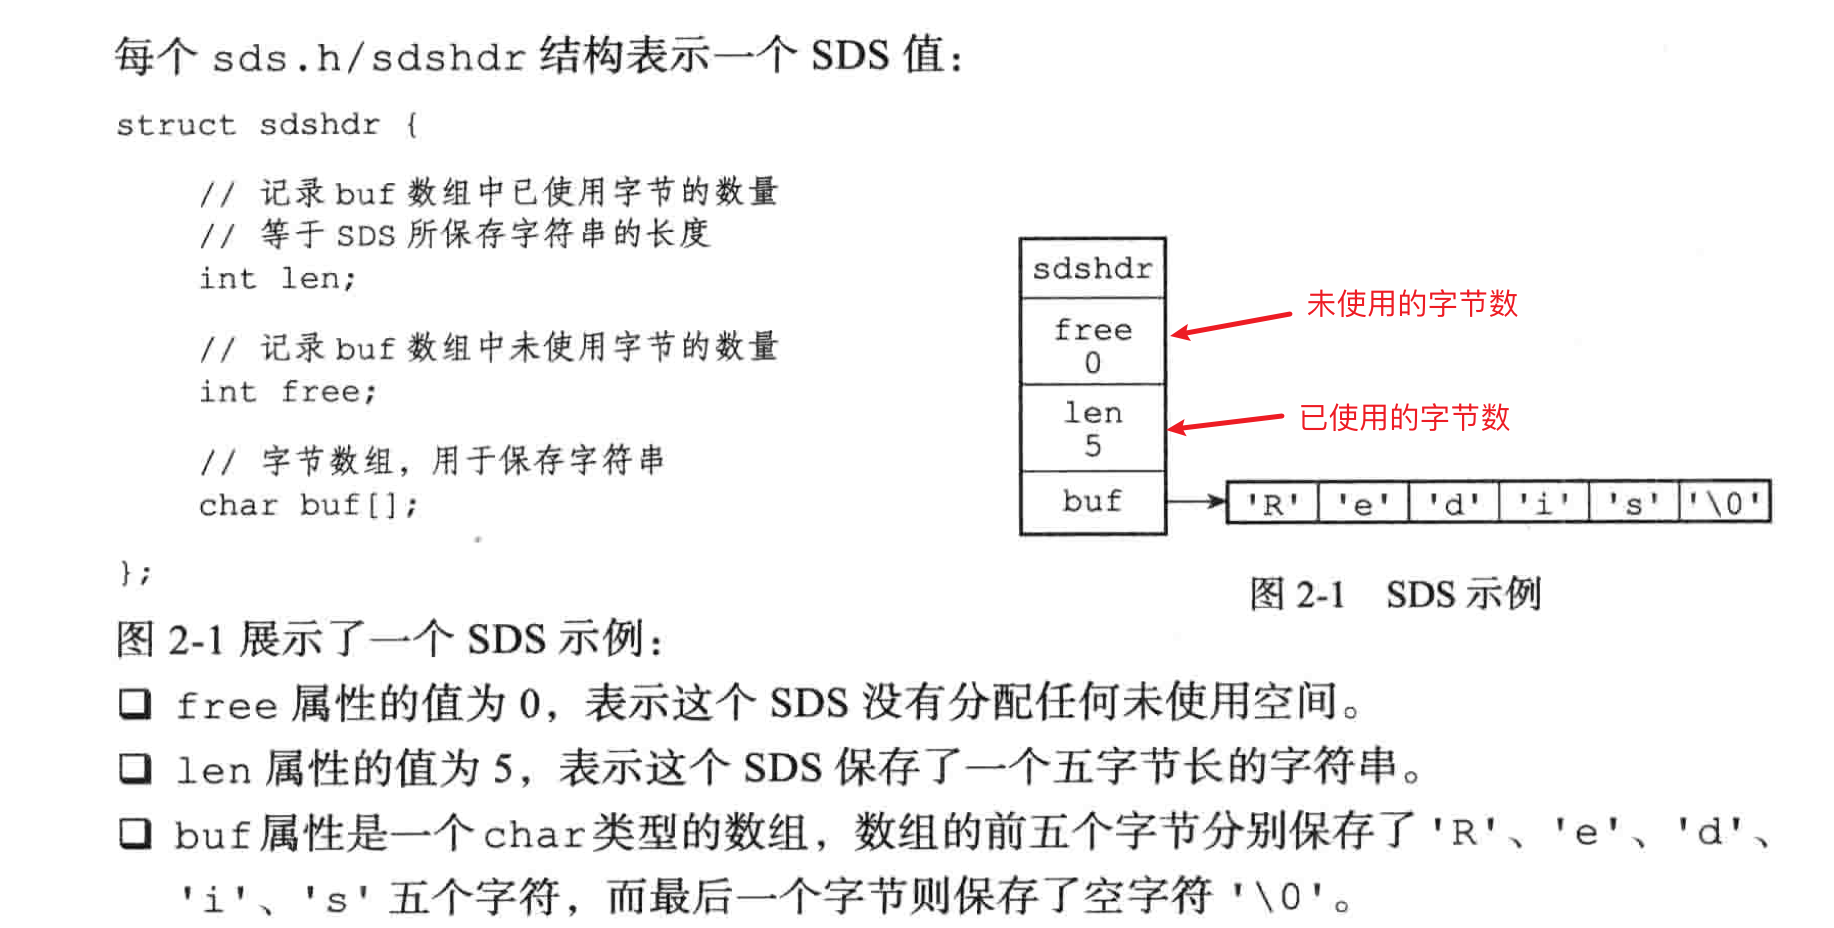 每个 sds.h/sdshdr 结构表示一个 SDS 值：
struct sdshdr {
// 记录 buf 数组中已使用字节的数量
// 等于 SDS 所保存字符串的长度
int len;
// 记录 buf 数组中未使用字节的数量
int free;
// 字节数组，用于保存字符串
char buf[];
};
sdshdr
free
0
len
5
buf
'R' 'e' 'd' 'i' 's' '\0'
未使用的字节数
已使用的字节数
图 2-1 SDS 示例
图 2-1 展示了一个 SDS 示例：
❑ free 属性的值为 0，表示这个 SDS 没有分配任何未使用空间。
❑ len 属性的值为 5，表示这个 SDS 保存了一个五字节长的字符串。
❑ buf 属性是一个 char 类型的数组，数组的前五个字节分别保存了 'R'、'e'、'd'、
'i'、's' 五个字符，而最后一个字节则保存了空字符 '\0'。